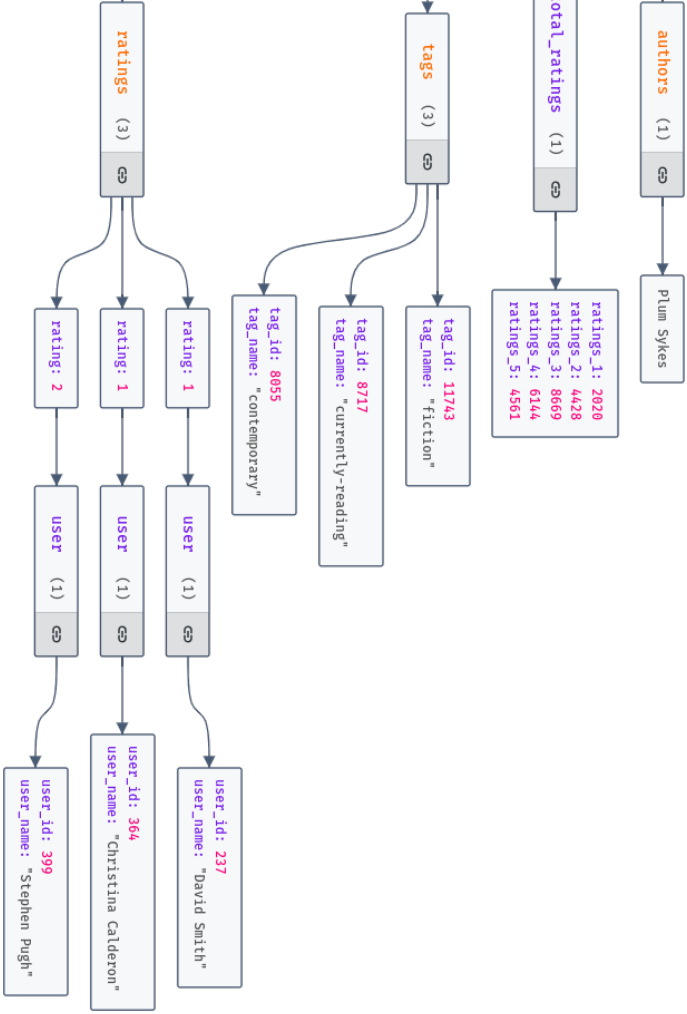 authors (1)
Plum Sykes
otal_ratings (1)
ratings_1: 2020
ratings_2: 4428
ratings_3: 8669
ratings_4: 6144
ratings_5: 4561
tags (3)
tag_id: 11743
tag_name: "fiction"
tag_id: 8717
tag_name: "currently-reading"
tag_id: 8055
tag_name: "contemporary"
ratings (3)
rating: 1
user (1)
user_id: 237
user_name: "David Smith"
rating: 1
user (1)
user_id: 364
user_name: "Christina Calderon"
rating: 2
user (1)
user_id: 399
user_name: "Stephen Pugh"